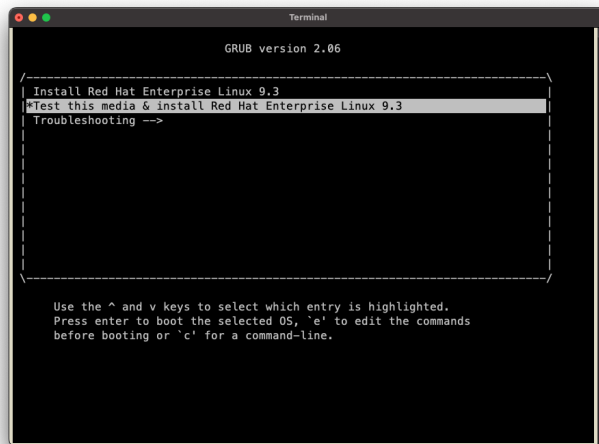 Terminal
GRUB version 2.06
/----------------------------------------------------------------------------\
| Install Red Hat Enterprise Linux 9.3 |
|*Test this media & install Red Hat Enterprise Linux 9.3 |
| Troubleshooting --> |
\----------------------------------------------------------------------------/
Use the ^ and v keys to select which entry is highlighted.
Press enter to boot the selected OS, `e' to edit the commands
before booting or `c' for a command-line.